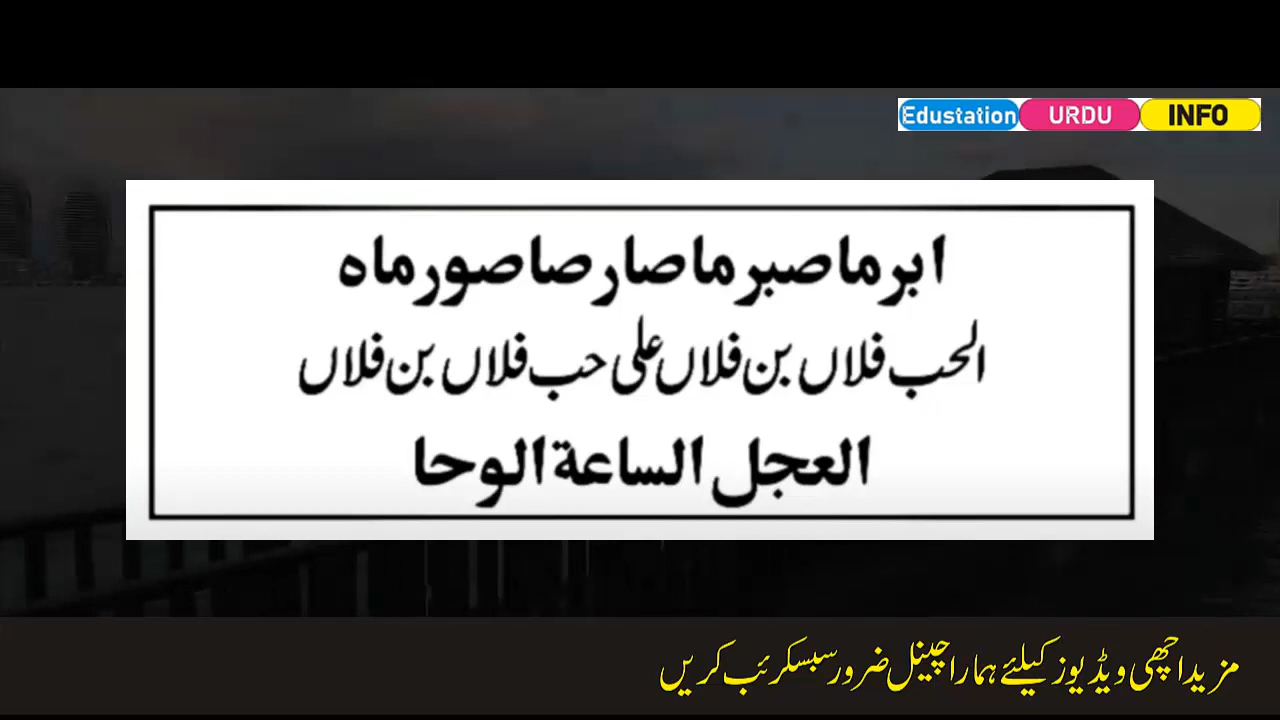 Edustation URDU INFO
ابرماصبرماصارصاصورماہ
الحب فلاں بن فلاں علی حب فلاں بن فلاں
العجل الساعۃ الوحا
مزید اچھی ویڈیوز کیلئے ہمارا چینل ضرور سبسکرئب کریں